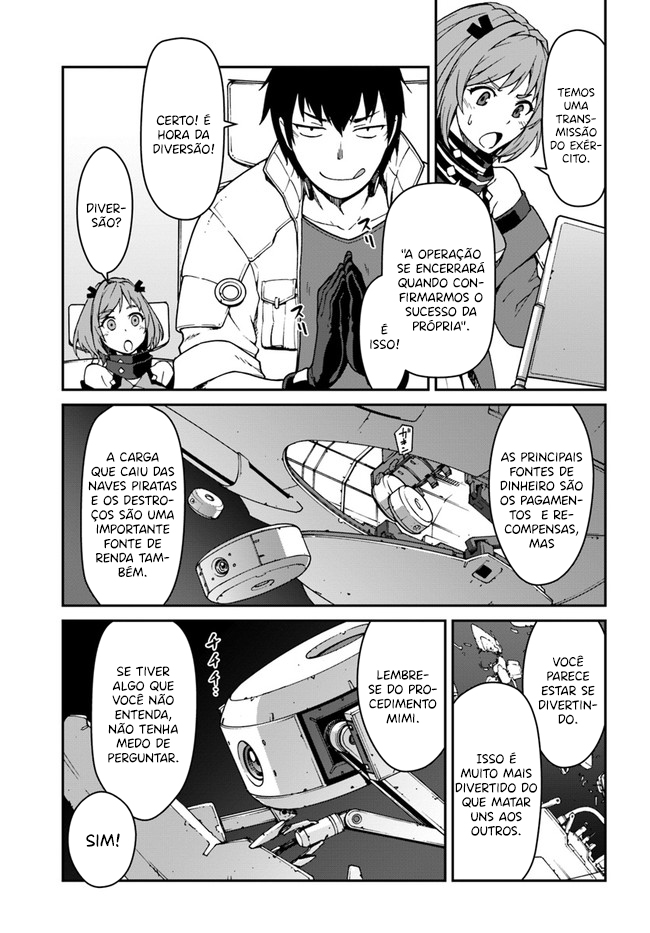 TEMOS
UMA
TRANS-
MISSÃO
DO EXÉR-
CITO.
"A OPERAÇÃO
SE ENCERRARÁ
QUANDO CON-
FIRMARMOS O
SUCESSO DA
PRÓPRIA".
É
ISSO!
CERTO! É
HORA DA
DIVERSÃO!
DIVER-
SÃO?
AS PRINCIPAIS
FONTES DE
DINHEIRO SÃO
OS PAGAMEN-
TOS E RE-
COMPENSAS,
MAS
A CARGA
QUE CAIU DAS
NAVES PIRATAS
E OS DESTRO-
ÇOS SÃO UMA
IMPORTANTE
FONTE DE
RENDA TAM-
BÉM.
VOCÊ
PARECE
ESTAR SE
DIVERTIN-
DO.
ISSO É
MUITO MAIS
DIVERTIDO DO
QUE MATAR
UNS AOS
OUTROS.
LEMBRE-
SE DO PRO-
CEDIMENTO
MIMI.
チチチ…
SE TIVER
ALGO QUE
VOCÊ NÃO
ENTENDA,
NÃO TENHA
MEDO DE
PERGUNTAR.
SIM!